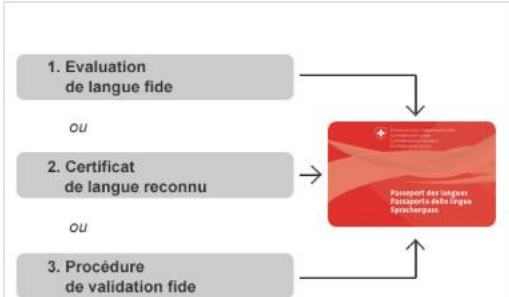 1. Evaluation
de langue fide
ou
2. Certificat
de langue reconnu
ou
3. Procédure
de validation fide
Passeport des langues
Passaporto delle lingue
Sprachenpass